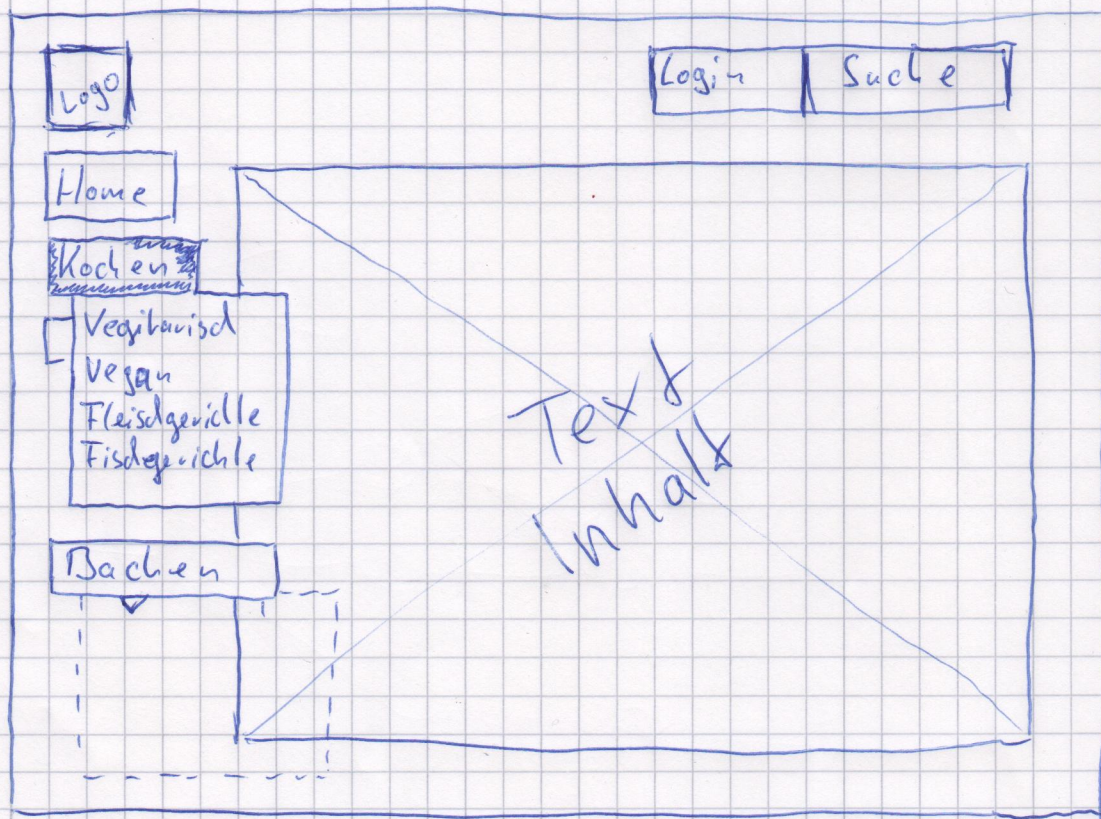 Logo
Login
Suche
Home
Kochen
Vegitarisch
Vegan
Fleischgerichte
Fischgerichte
Text
Inhalt
Backen